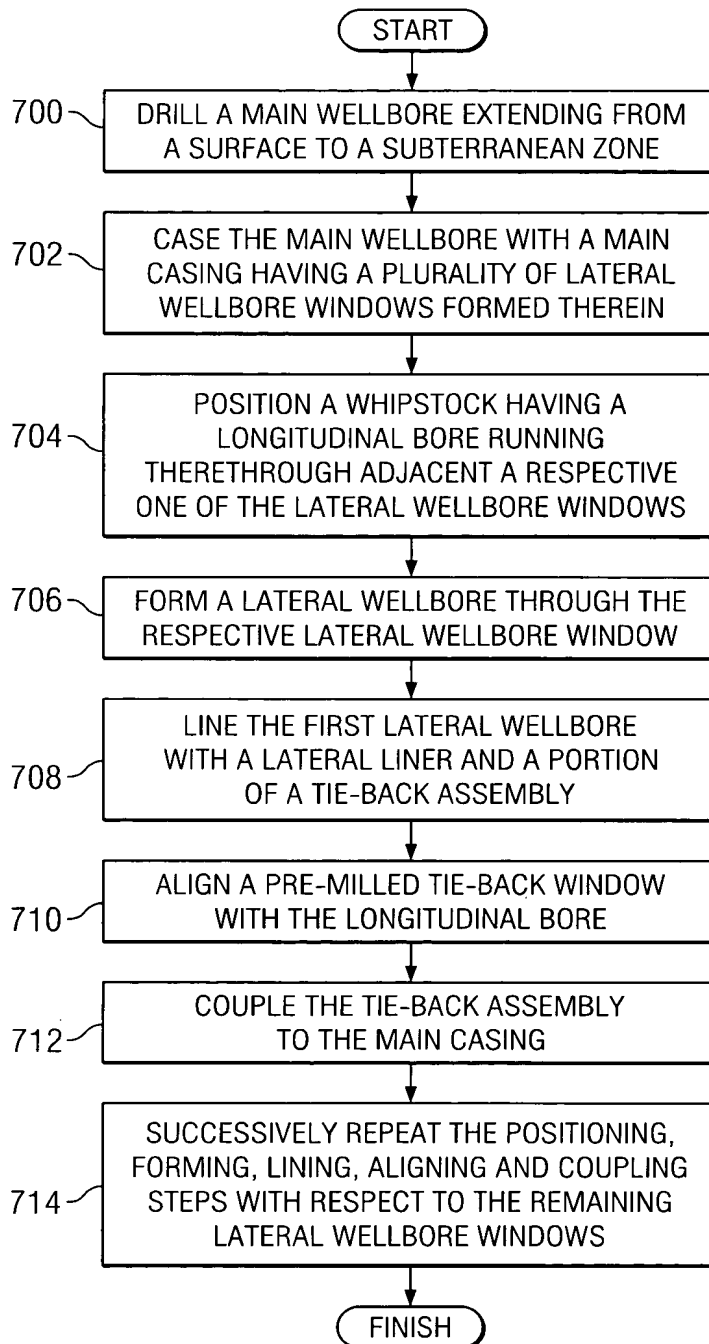 START
700
DRILL A MAIN WELLBORE EXTENDING FROM
A SURFACE TO A SUBTERRANEAN ZONE
702
CASE THE MAIN WELLBORE WITH A MAIN
CASING HAVING A PLURALITY OF LATERAL
WELLBORE WINDOWS FORMED THEREIN
704
POSITION A WHIPSTOCK HAVING A
LONGITUDINAL BORE RUNNING
THERETHROUGH ADJACENT A RESPECTIVE
ONE OF THE LATERAL WELLBORE WINDOWS
706
FORM A LATERAL WELLBORE THROUGH THE
RESPECTIVE LATERAL WELLBORE WINDOW
708
LINE THE FIRST LATERAL WELLBORE
WITH A LATERAL LINER AND A PORTION
OF A TIE-BACK ASSEMBLY
710
ALIGN A PRE-MILLED TIE-BACK WINDOW
WITH THE LONGITUDINAL BORE
712
COUPLE THE TIE-BACK ASSEMBLY
TO THE MAIN CASING
714
SUCCESSIVELY REPEAT THE POSITIONING,
FORMING, LINING, ALIGNING AND COUPLING
STEPS WITH RESPECT TO THE REMAINING
LATERAL WELLBORE WINDOWS
FINISH